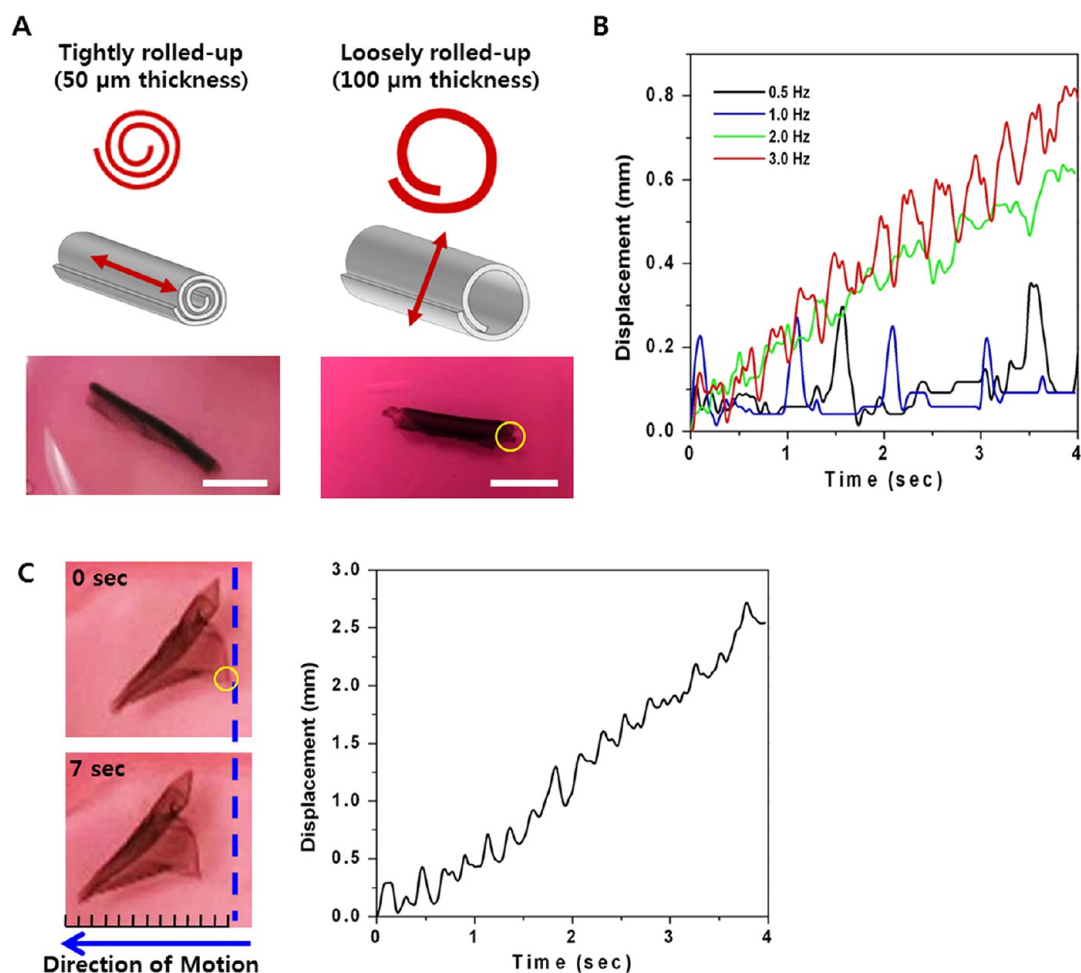 A
Tightly rolled-up
(50 μm thickness)
Loosely rolled-up
(100 μm thickness)
B
0.5 Hz
1.0 Hz
2.0 Hz
3.0 Hz
Displacement (mm)
0.8
0.6
0.4
0.2
0.0
0 1 2 3 4
Time (sec)
C
0 sec
7 sec
Direction of Motion
Displacement (mm)
3.0
2.5
2.0
1.5
1.0
0.5
0.0
0 1 2 3 4
Time (sec)